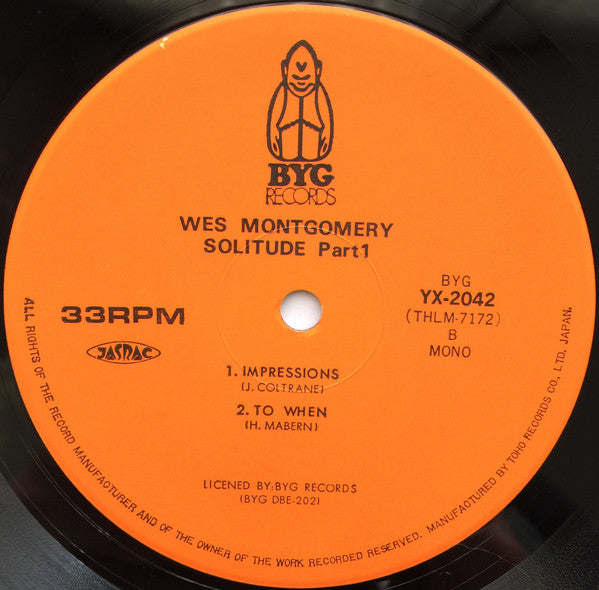 BYG
RECORDS
WES MONTGOMERY
SOLITUDE Part1
BYG
YX-2042
(THLM-7172)
B
MONO
33RPM
JASRAC
1. IMPRESSIONS
(J. COLTRANE)
2. TO WHEN
(H. MABERN)
LICENED BY:BYG RECORDS
(BYG DBE-202)
ALL RIGHTS OF THE RECORD MANUFACTURER AND OF THE OWNER OF THE WORK RECORDED RESERVED. MANUFACTURED BY TOHO RECORDS CO., LTD, JAPAN.